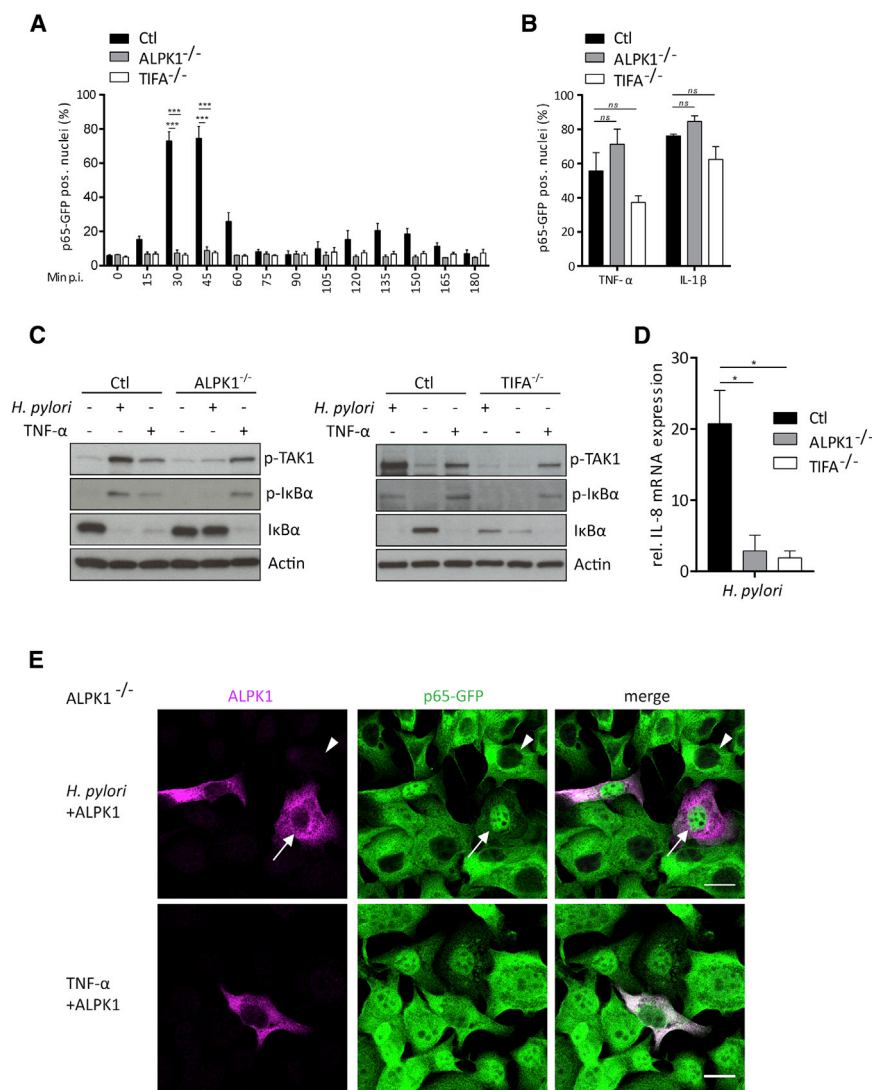 A
Ctl
ALPK1-/-
TIFA-/-
p65-GFP pos. nuclei (%)
100
80
60
40
20
0
*** ***
*** ***
Min p.i. 0 15 30 45 60 75 90 105 120 135 150 165 180
B
Ctl
ALPK1-/-
TIFA-/-
p65-GFP pos. nuclei (%)
100
80
60
40
20
0
ns ns
ns ns
TNF- α IL-1 β
C
Ctl ALPK1-/-
H. pylori - + - - + -
TNF-α - - + - - +
p-TAK1
p-IκBα
IκBα
Actin
Ctl TIFA-/-
H. pylori + - - + - -
TNF-α - - + - - +
p-TAK1
p-IκBα
IκBα
Actin
D
rel. IL-8 mRNA expression
30
20
10
0
*
*
Ctl
ALPK1-/-
TIFA-/-
H. pylori
E
ALPK1 -/- ALPK1 p65-GFP merge
H. pylori
+ALPK1
TNF-α
+ALPK1